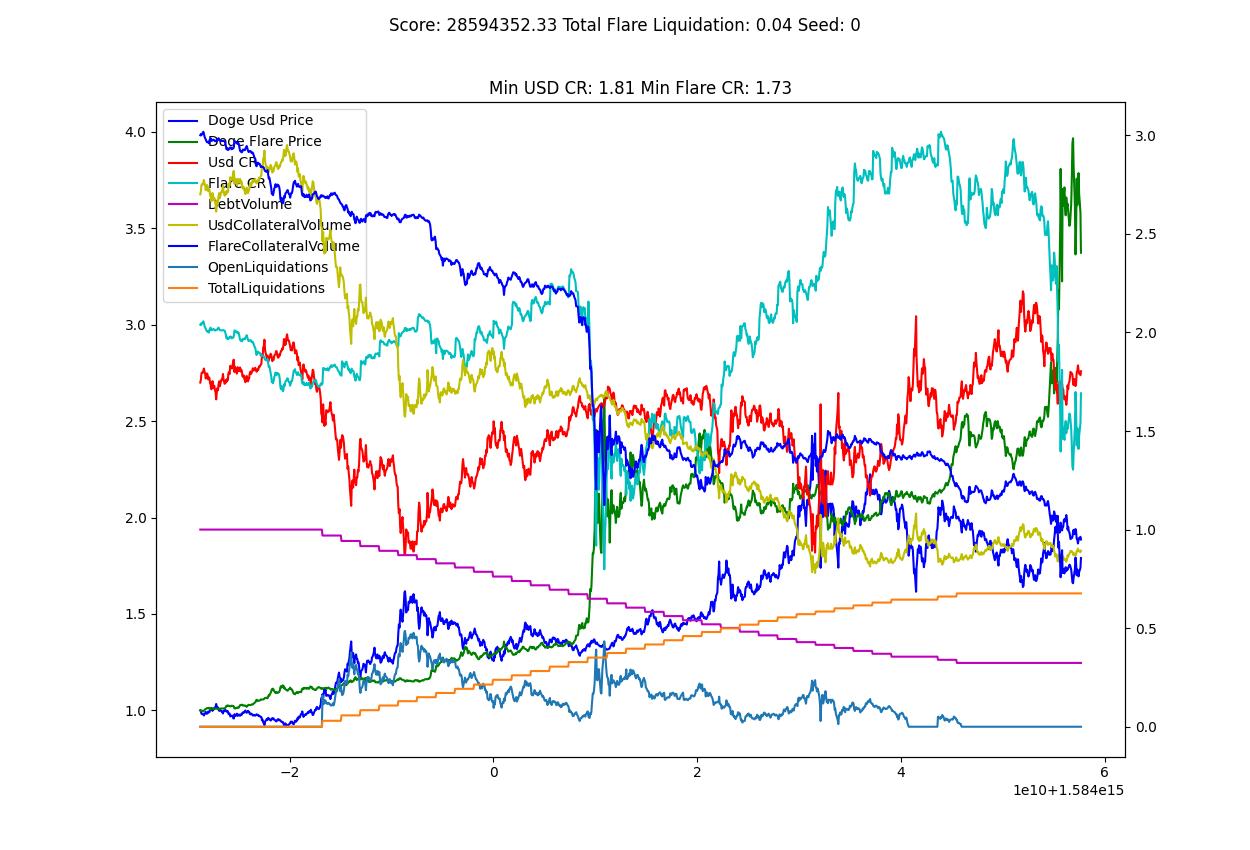 Score: 28594352.33 Total Flare Liquidation: 0.04 Seed: 0
Min USD CR: 1.81 Min Flare CR: 1.73
Doge Usd Price
Doge Flare Price
Usd CR
Flare CR
DebtVolume
UsdCollateralVolume
FlareCollateralVolume
OpenLiquidations
TotalLiquidations
4.0
3.5
3.0
2.5
2.0
1.5
1.0
3.0
2.5
2.0
1.5
1.0
0.5
0.0
−2 0 2 4 6
1e10+1.584e15